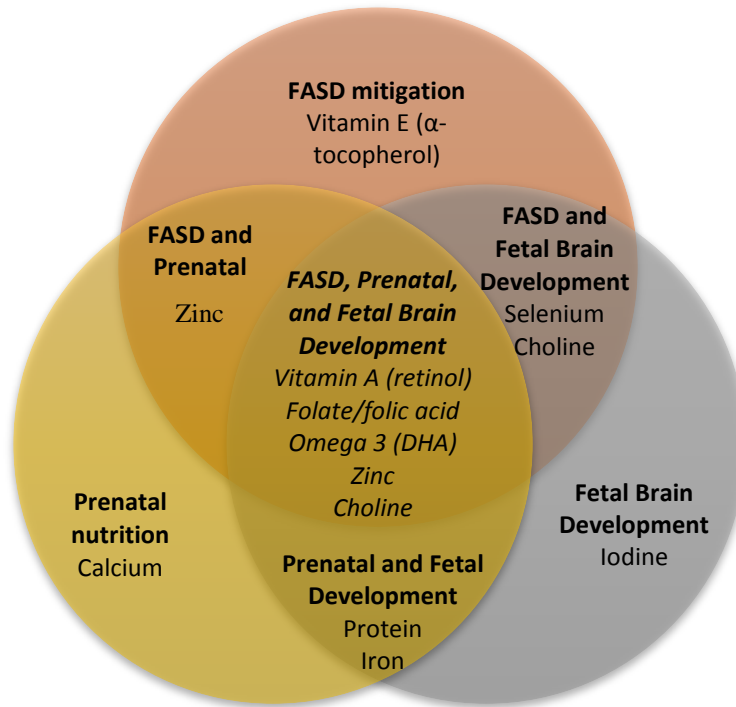 FASD mitigation
Vitamin E (α-
tocopherol)
FASD and
Prenatal
Zinc
FASD, Prenatal,
and Fetal Brain
Development
Vitamin A (retinol)
Folate/folic acid
Omega 3 (DHA)
Zinc
Choline
FASD and
Fetal Brain
Development
Selenium
Choline
Prenatal
nutrition
Calcium
Prenatal and Fetal
Development
Protein
Iron
Fetal Brain
Development
Iodine